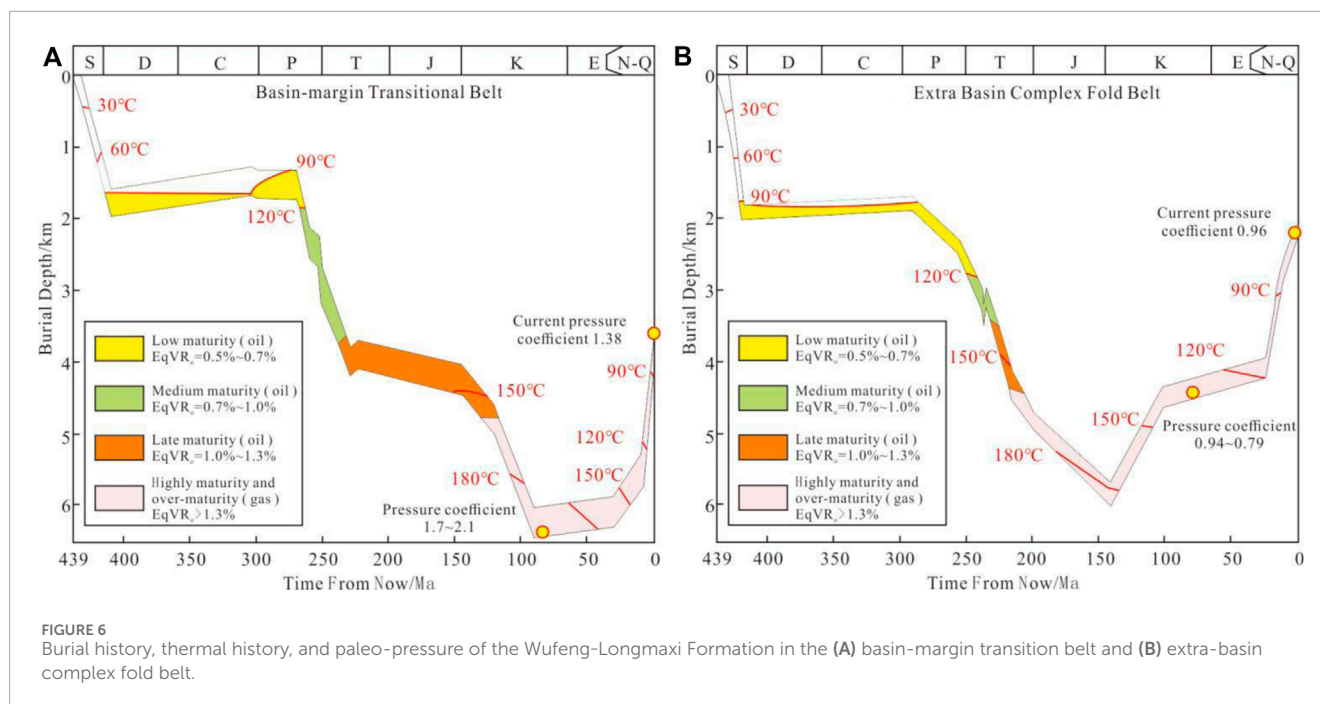 A
S D C P T J K E N-Q
Basin-margin Transitional Belt
0
1
2
3
4
5
6
Burial Depth/km
30℃
60℃
90℃
120℃
150℃
180℃
Current pressure
coefficient 1.38
90℃
120℃
150℃
Pressure coefficient
1.7~2.1
Low maturity ( oil )
EqVRo=0.5%~0.7%
Medium maturity ( oil )
EqVRo=0.7%~1.0%
Late maturity ( oil )
EqVRo=1.0%~1.3%
Highly maturity and
over-maturity ( gas )
EqVRo>1.3%
439 400 350 300 250 200 150 100 50 0
Time From Now/Ma
B
S D C P T J K E N-Q
Extra Basin Complex Fold Belt
0
1
2
3
4
5
6
Burial Depth/km
30℃
60℃
90℃
120℃
150℃
180℃
Current pressure
coefficient 0.96
90℃
120℃
150℃
Pressure coefficient
0.94~0.79
Low maturity ( oil )
EqVRo=0.5%~0.7%
Medium maturity ( oil )
EqVRo=0.7%~1.0%
Late maturity ( oil )
EqVRo=1.0%~1.3%
Highly maturity and
over-maturity ( gas )
EqVRo>1.3%
439 400 350 300 250 200 150 100 50 0
Time From Now/Ma
FIGURE 6
Burial history, thermal history, and paleo-pressure of the Wufeng-Longmaxi Formation in the (A) basin-margin transition belt and (B) extra-basin
complex fold belt.